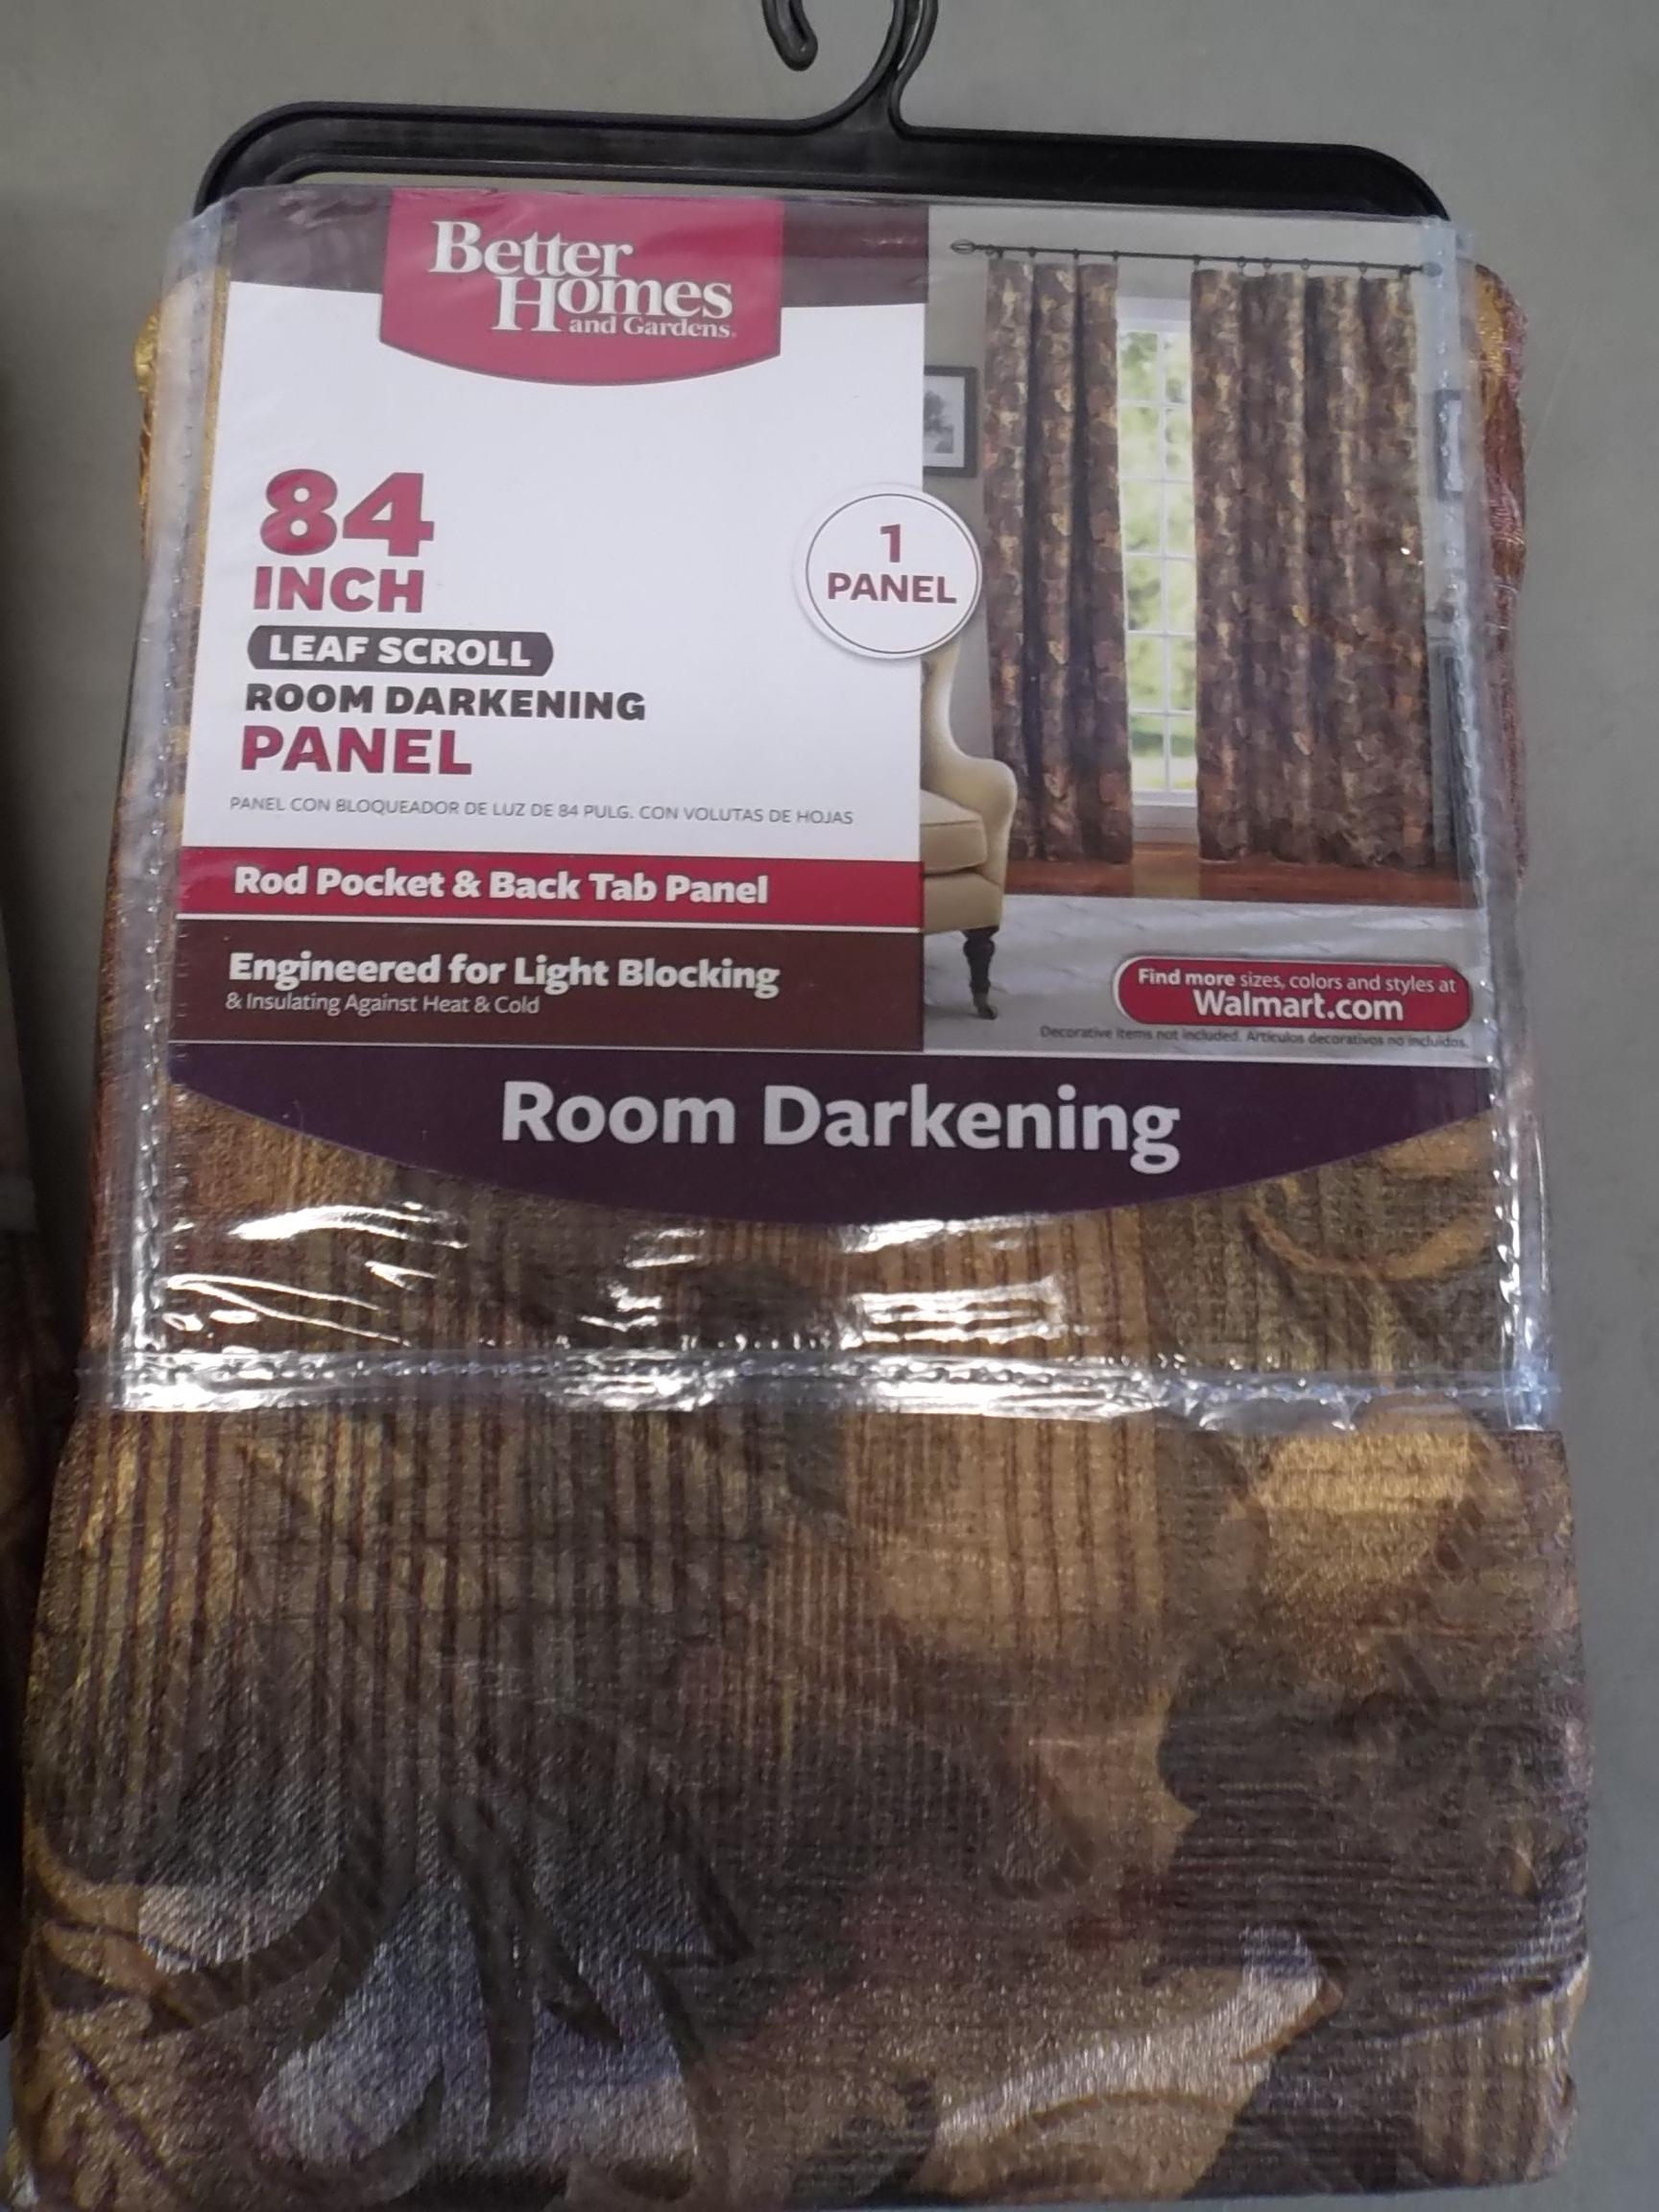 Better
Homes
and Gardens
84
INCH
LEAF SCROLL
ROOM DARKENING
PANEL
PANEL CON BLOQUEADOR DE LUZ DE 84 PULG. CON VOLUTAS DE HOJAS
1
PANEL
Rod Pocket & Back Tab Panel
Engineered for Light Blocking
& Insulating Against Heat & Cold
Find more sizes, colors and styles at
Walmart.com
Decorative items not included. Artículos decorativos no incluidos.
Room Darkening